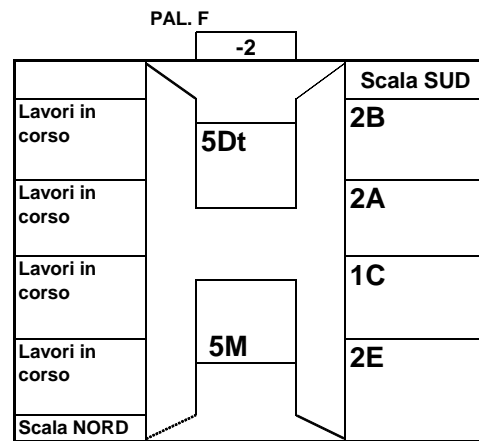 PAL. F
-2
Scala SUD
Lavori in
corso
5Dt
2B
Lavori in
corso
2A
Lavori in
corso
1C
Lavori in
corso
5M
2E
Scala NORD